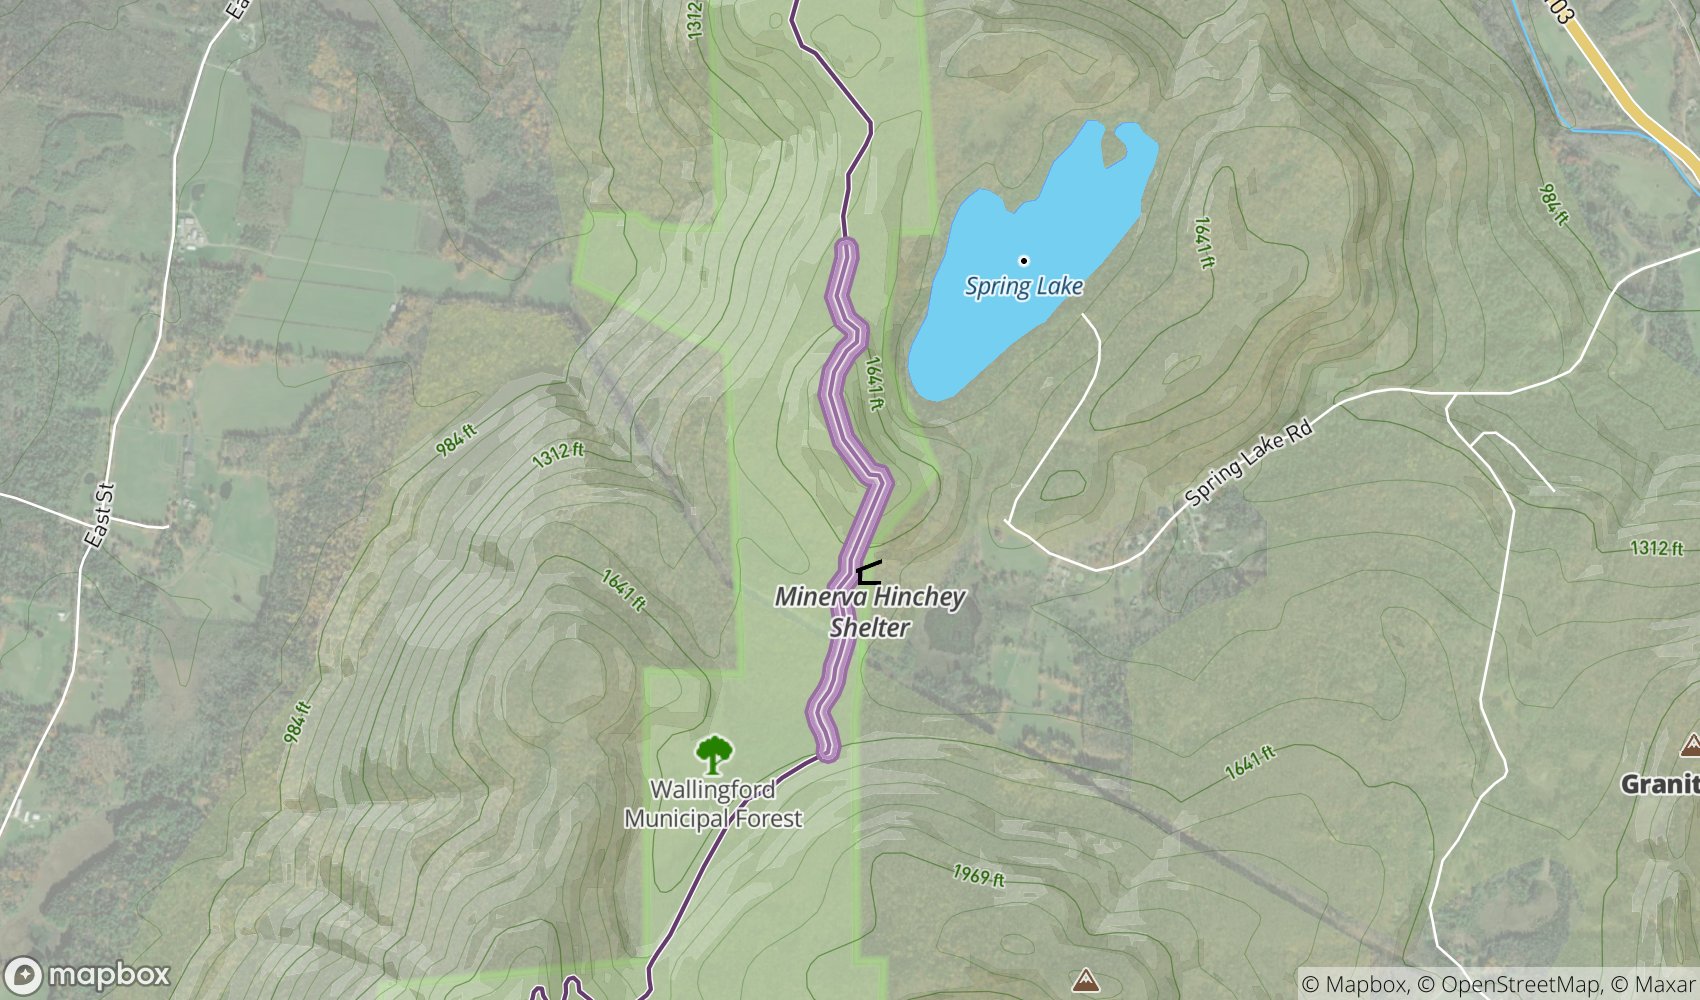 Ea
1312
103
984 ft
1641 ft
Spring Lake
1641 ft
984 ft
1312 ft
Spring Lake Rd
East St
1312 ft
1641 ft
Minerva Hinchey
Shelter
984 ft
1641 ft
Wallingford
Municipal Forest
Granit
1969 ft
mapbox
© Mapbox, © OpenStreetMap, © Maxar